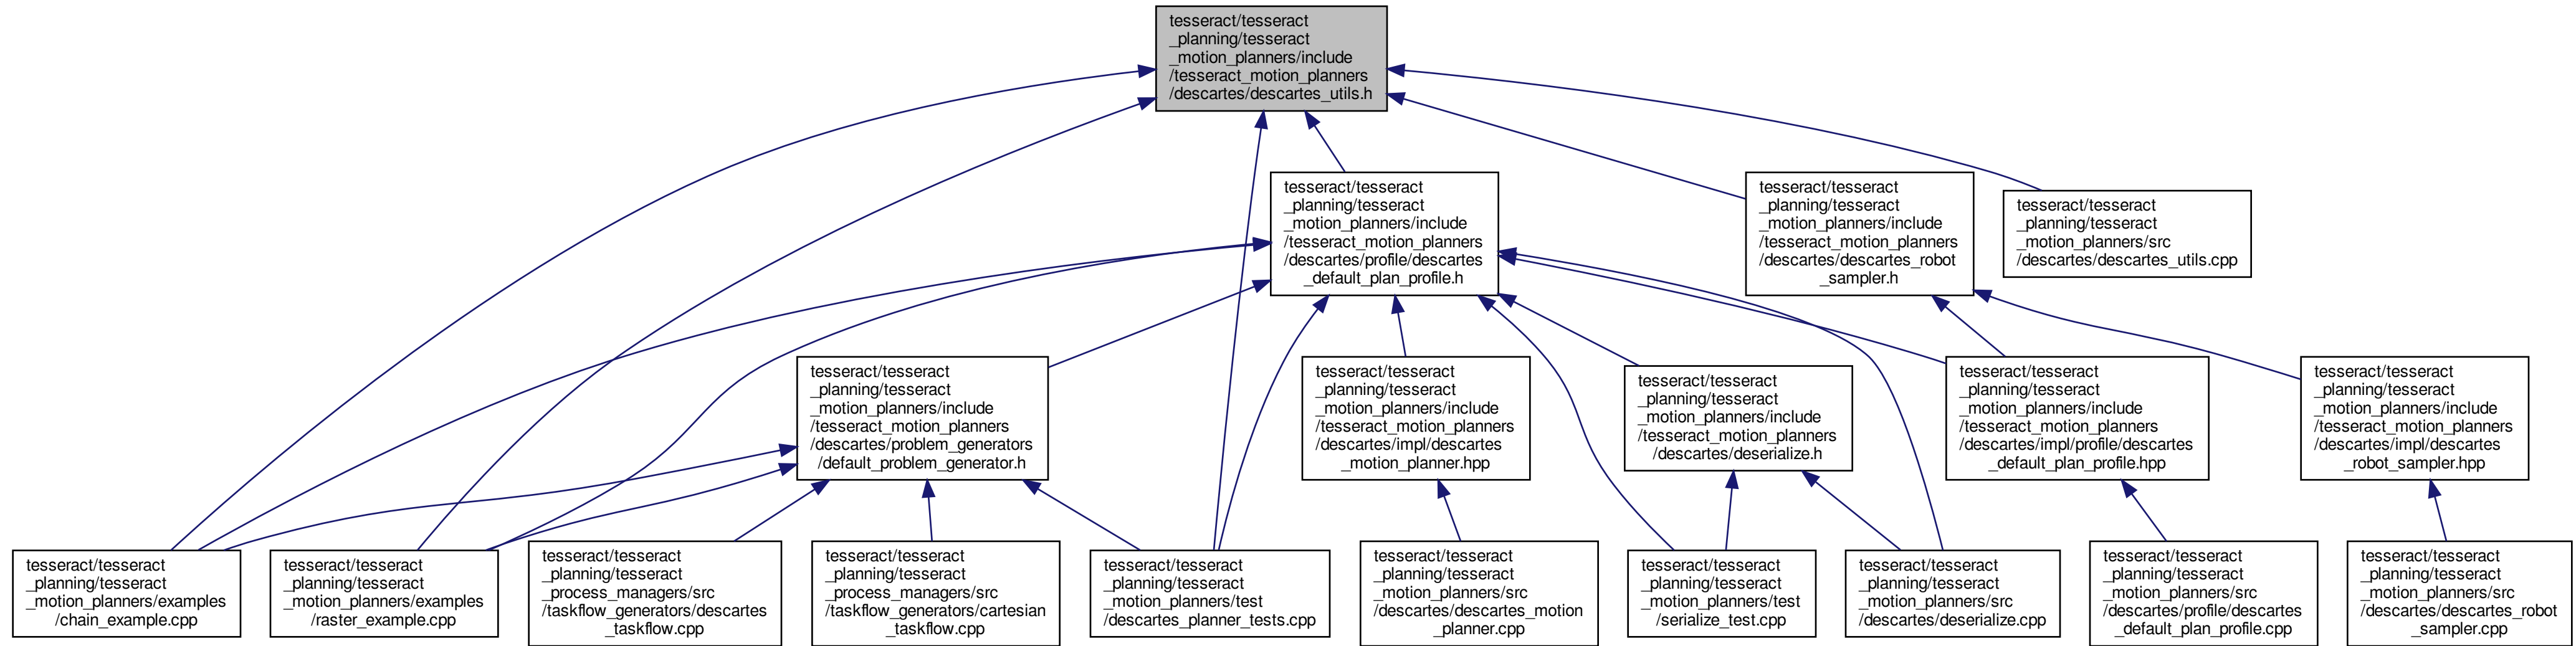 tesseract/tesseract
_planning/tesseract
_motion_planners/include
/tesseract_motion_planners
/descartes/descartes_utils.h
tesseract/tesseract
_planning/tesseract
_motion_planners/include
/tesseract_motion_planners
/descartes/profile/descartes
_default_plan_profile.h
tesseract/tesseract
_planning/tesseract
_motion_planners/include
/tesseract_motion_planners
/descartes/descartes_robot
_sampler.h
tesseract/tesseract
_planning/tesseract
_motion_planners/src
/descartes/descartes_utils.cpp
tesseract/tesseract
_planning/tesseract
_motion_planners/include
/tesseract_motion_planners
/descartes/problem_generators
/default_problem_generator.h
tesseract/tesseract
_planning/tesseract
_motion_planners/include
/tesseract_motion_planners
/descartes/impl/descartes
_motion_planner.hpp
tesseract/tesseract
_planning/tesseract
_motion_planners/include
/tesseract_motion_planners
/descartes/deserialize.h
tesseract/tesseract
_planning/tesseract
_motion_planners/include
/tesseract_motion_planners
/descartes/impl/profile/descartes
_default_plan_profile.hpp
tesseract/tesseract
_planning/tesseract
_motion_planners/include
/tesseract_motion_planners
/descartes/impl/descartes
_robot_sampler.hpp
tesseract/tesseract
_planning/tesseract
_motion_planners/examples
/chain_example.cpp
tesseract/tesseract
_planning/tesseract
_motion_planners/examples
/raster_example.cpp
tesseract/tesseract
_planning/tesseract
_process_managers/src
/taskflow_generators/descartes
_taskflow.cpp
tesseract/tesseract
_planning/tesseract
_process_managers/src
/taskflow_generators/cartesian
_taskflow.cpp
tesseract/tesseract
_planning/tesseract
_motion_planners/test
/descartes_planner_tests.cpp
tesseract/tesseract
_planning/tesseract
_motion_planners/src
/descartes/descartes_motion
_planner.cpp
tesseract/tesseract
_planning/tesseract
_motion_planners/test
/serialize_test.cpp
tesseract/tesseract
_planning/tesseract
_motion_planners/src
/descartes/deserialize.cpp
tesseract/tesseract
_planning/tesseract
_motion_planners/src
/descartes/profile/descartes
_default_plan_profile.cpp
tesseract/tesseract
_planning/tesseract
_motion_planners/src
/descartes/descartes_robot
_sampler.cpp